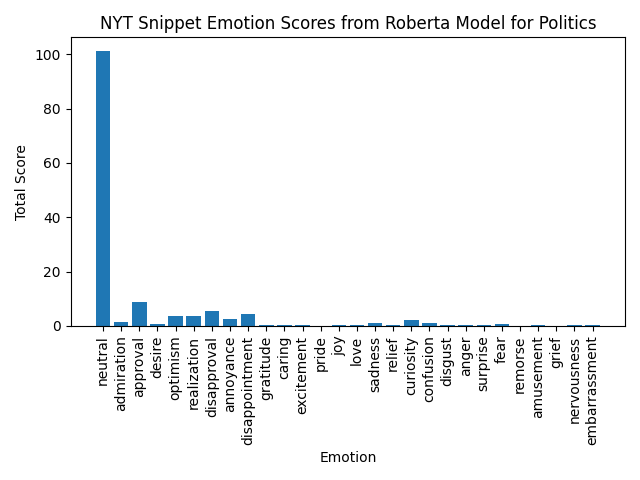 NYT Snippet Emotion Scores from Roberta Model for Politics
Total Score
100
80
60
40
20
0
neutral
admiration
approval
desire
optimism
realization
disapproval
annoyance
disappointment
gratitude
caring
excitement
pride
joy
love
sadness
relief
curiosity
confusion
disgust
anger
surprise
fear
remorse
amusement
grief
nervousness
embarrassment
Emotion